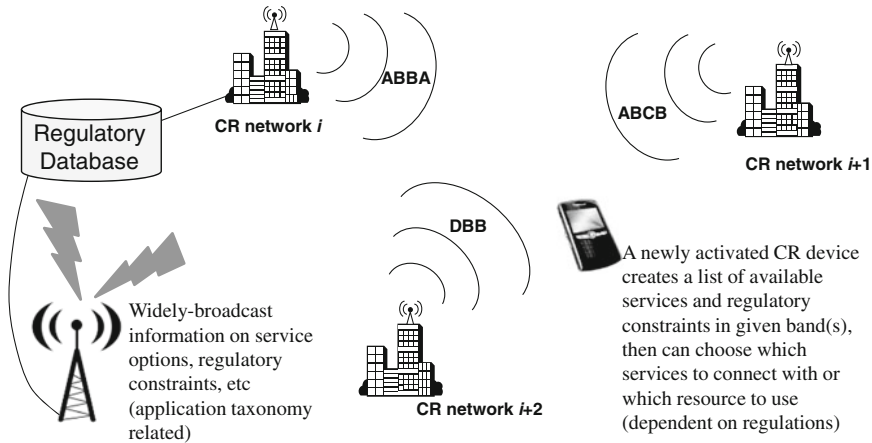 ABBA
CR network i
Regulatory
Database
ABCB
CR network i+1
DBB
CR network i+2
Widely-broadcast
information on service
options, regulatory
constraints, etc
(application taxonomy
related)
A newly activated CR device
creates a list of available
services and regulatory
constraints in given band(s),
then can choose which
services to connect with or
which resource to use
(dependent on regulations)